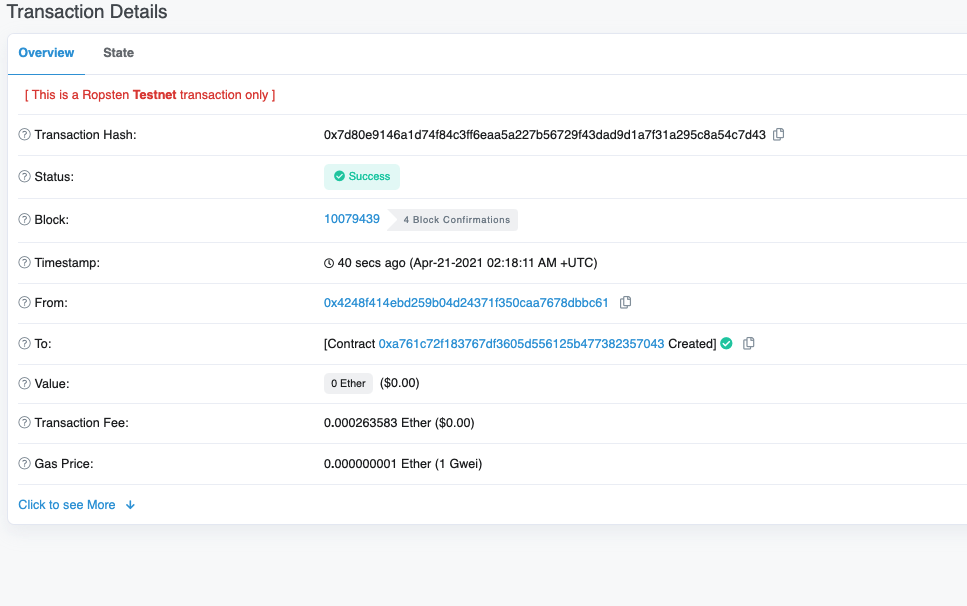 Transaction Details
Overview State
[ This is a Ropsten Testnet transaction only ]
Transaction Hash: 0x7d80e9146a1d74f84c3ff6eaa5a227b56729f43dad9d1a7f31a295c8a54c7d43
Status: Success
Block: 10079439 4 Block Confirmations
Timestamp: 40 secs ago (Apr-21-2021 02:18:11 AM +UTC)
From: 0x4248f414ebd259b04d24371f350caa7678dbbc61
To: [Contract 0xa761c72f183767df3605d556125b477382357043 Created]
Value: 0 Ether ($0.00)
Transaction Fee: 0.000263583 Ether ($0.00)
Gas Price: 0.000000001 Ether (1 Gwei)
Click to see More